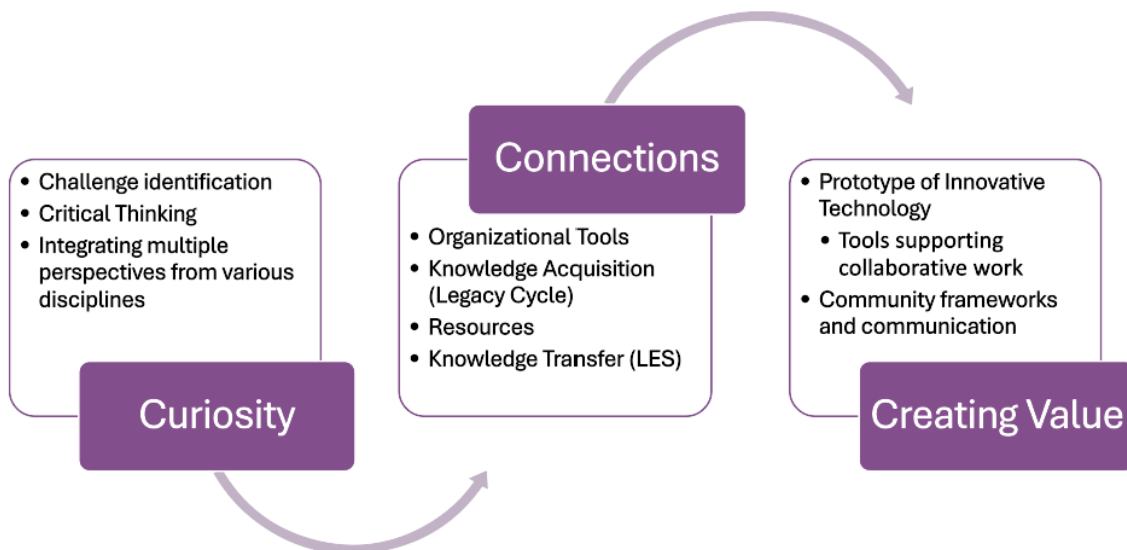 • Challenge identification
• Critical Thinking
• Integrating multiple
perspectives from various
disciplines
Curiosity
Connections
• Organizational Tools
• Knowledge Acquisition
(Legacy Cycle)
• Resources
• Knowledge Transfer (LES)
• Prototype of Innovative
Technology
• Tools supporting
collaborative work
• Community frameworks
and communication
Creating Value